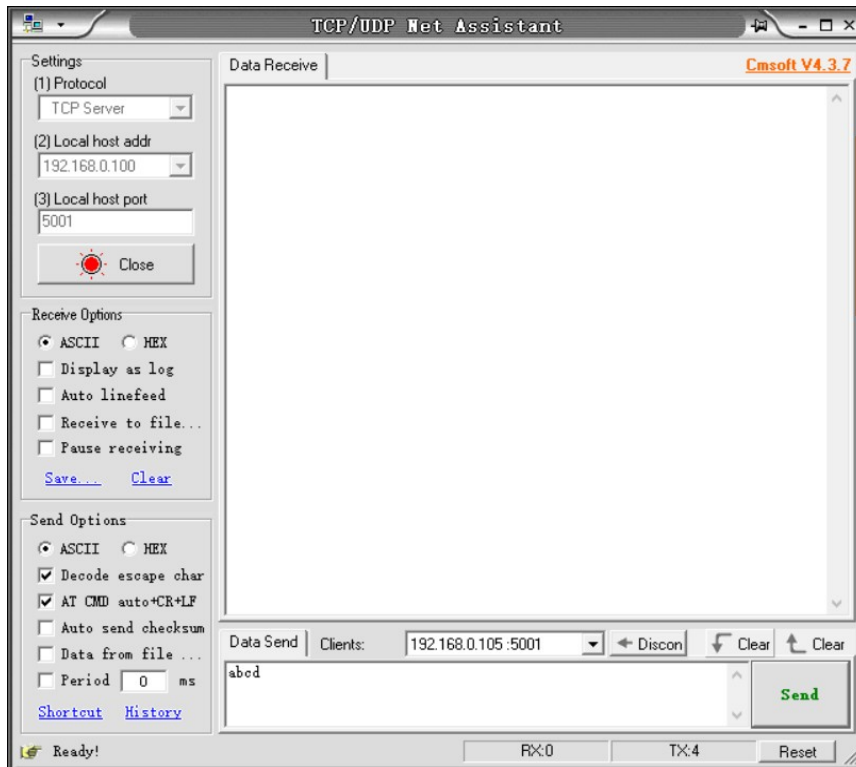 TCP/UDP Net Assistant
Settings
(1) Protocol
TCP Server
(2) Local host addr
192.168.0.100
(3) Local host port
5001
Close
Receive Options
ASCII HEX
Display as log
Auto linefeed
Receive to file...
Pause receiving
Save... Clear
Send Options
ASCII HEX
Decode escape char
AT CMD auto+CR+LF
Auto send checksum
Data from file ...
Period 0 ms
Shortcut History
Data Receive Cmsoft V4.3.7
Data Send Clients: 192.168.0.105 :5001 Discon Clear Clear
abcd
Send
Ready! RX:0 TX:4 Reset